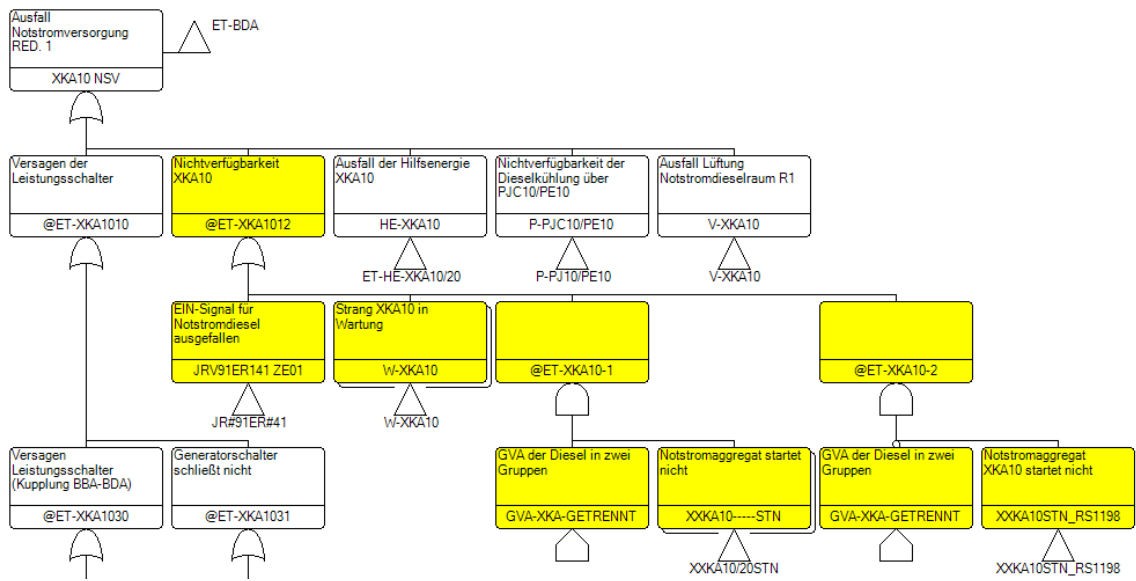 Ausfall
Notstromversorgung
RED. 1
XKA10 NSV
ET-BDA
Versagen der
Leistungsschalter
@ET-XKA1010
Nichtverfügbarkeit
XKA10
@ET-XKA1012
Ausfall der Hilfsenergie
XKA10
HE-XKA10
ET-HE-XKA10/20
Nichtverfügbarkeit der
Dieselkühlung über
PJC10/PE10
P-PJC10/PE10
P-PJ10/PE10
Ausfall Lüftung
Notstromdieselraum R1
V-XKA10
V-XKA10
EIN-Signal für
Notstromdiesel
ausgefallen
JRV91ER141 ZE01
JR#91ER#41
Strang XKA10 in
Wartung
W-XKA10
W-XKA10
@ET-XKA10-1
@ET-XKA10-2
Versagen
Leistungsschalter
(Kupplung BBA-BDA)
@ET-XKA1030
Generatorschalter
schließt nicht
@ET-XKA1031
GVA der Diesel in zwei
Gruppen
GVA-XKA-GETRENNT
Notstromaggregat startet
nicht
XXKA10-----STN
XXKA10/20STN
GVA der Diesel in zwei
Gruppen
GVA-XKA-GETRENNT
Notstromaggregat
XKA10 startet nicht
XXKA10STN_RS1198
XXKA10STN_RS1198